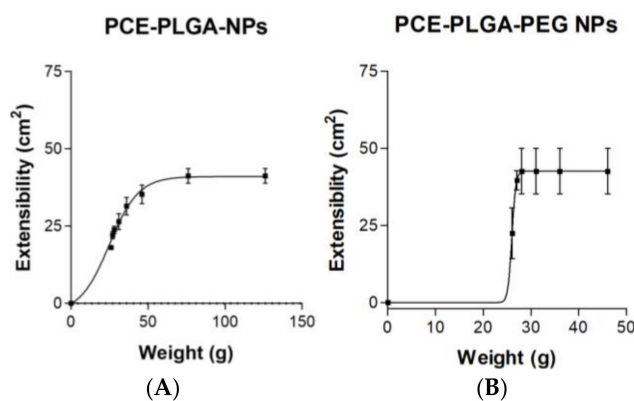 PCE-PLGA-NPs
75
50
25
0
Extensibility (cm²)
0
50
100
150
Weight (g)
(A)
PCE-PLGA-PEG NPs
75
50
25
0
Extensiblity (cm²)
0
10
20
30
40
50
Weight (g)
(B)